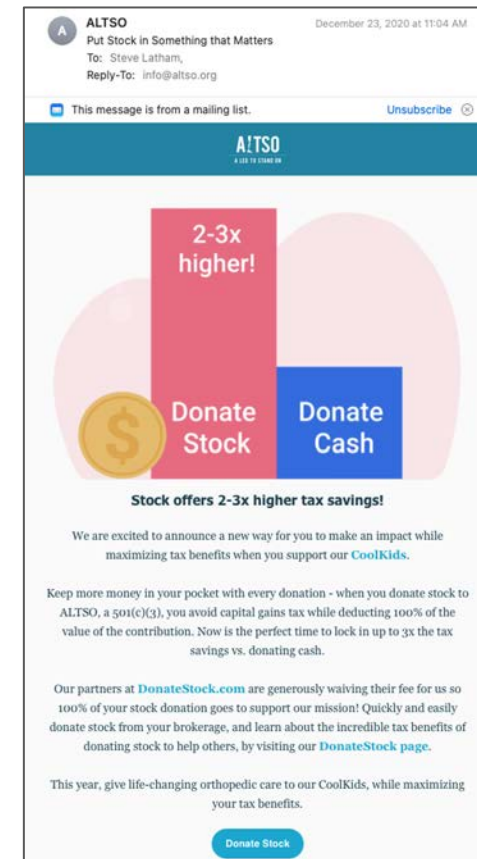 A
ALTSO
December 23, 2020 at 11:04 AM
Put Stock in Something that Matters
To: Steve Latham,
Reply-To: info@altso.org
This message is from a mailing list.
Unsubscribe
ALTSO
A LEG TO STAND ON
2-3x
higher!
$
Donate
Stock
Donate
Cash
Stock offers 2-3x higher tax savings!
We are excited to announce a new way for you to make an impact while
maximizing tax benefits when you support our CoolKids.
Keep more money in your pocket with every donation - when you donate stock to
ALTSO, a 501(c)(3), you avoid capital gains tax while deducting 100% of the
value of the contribution. Now is the perfect time to lock in up to 3x the tax
savings vs. donating cash.
Our partners at DonateStock.com are generously waiving their fee for us so
100% of your stock donation goes to support our mission! Quickly and easily
donate stock from your brokerage, and learn about the incredible tax benefits of
donating stock to help others, by visiting our DonateStock page.
This year, give life-changing orthopedic care to our CoolKids, while maximizing
your tax benefits.
Donate Stock